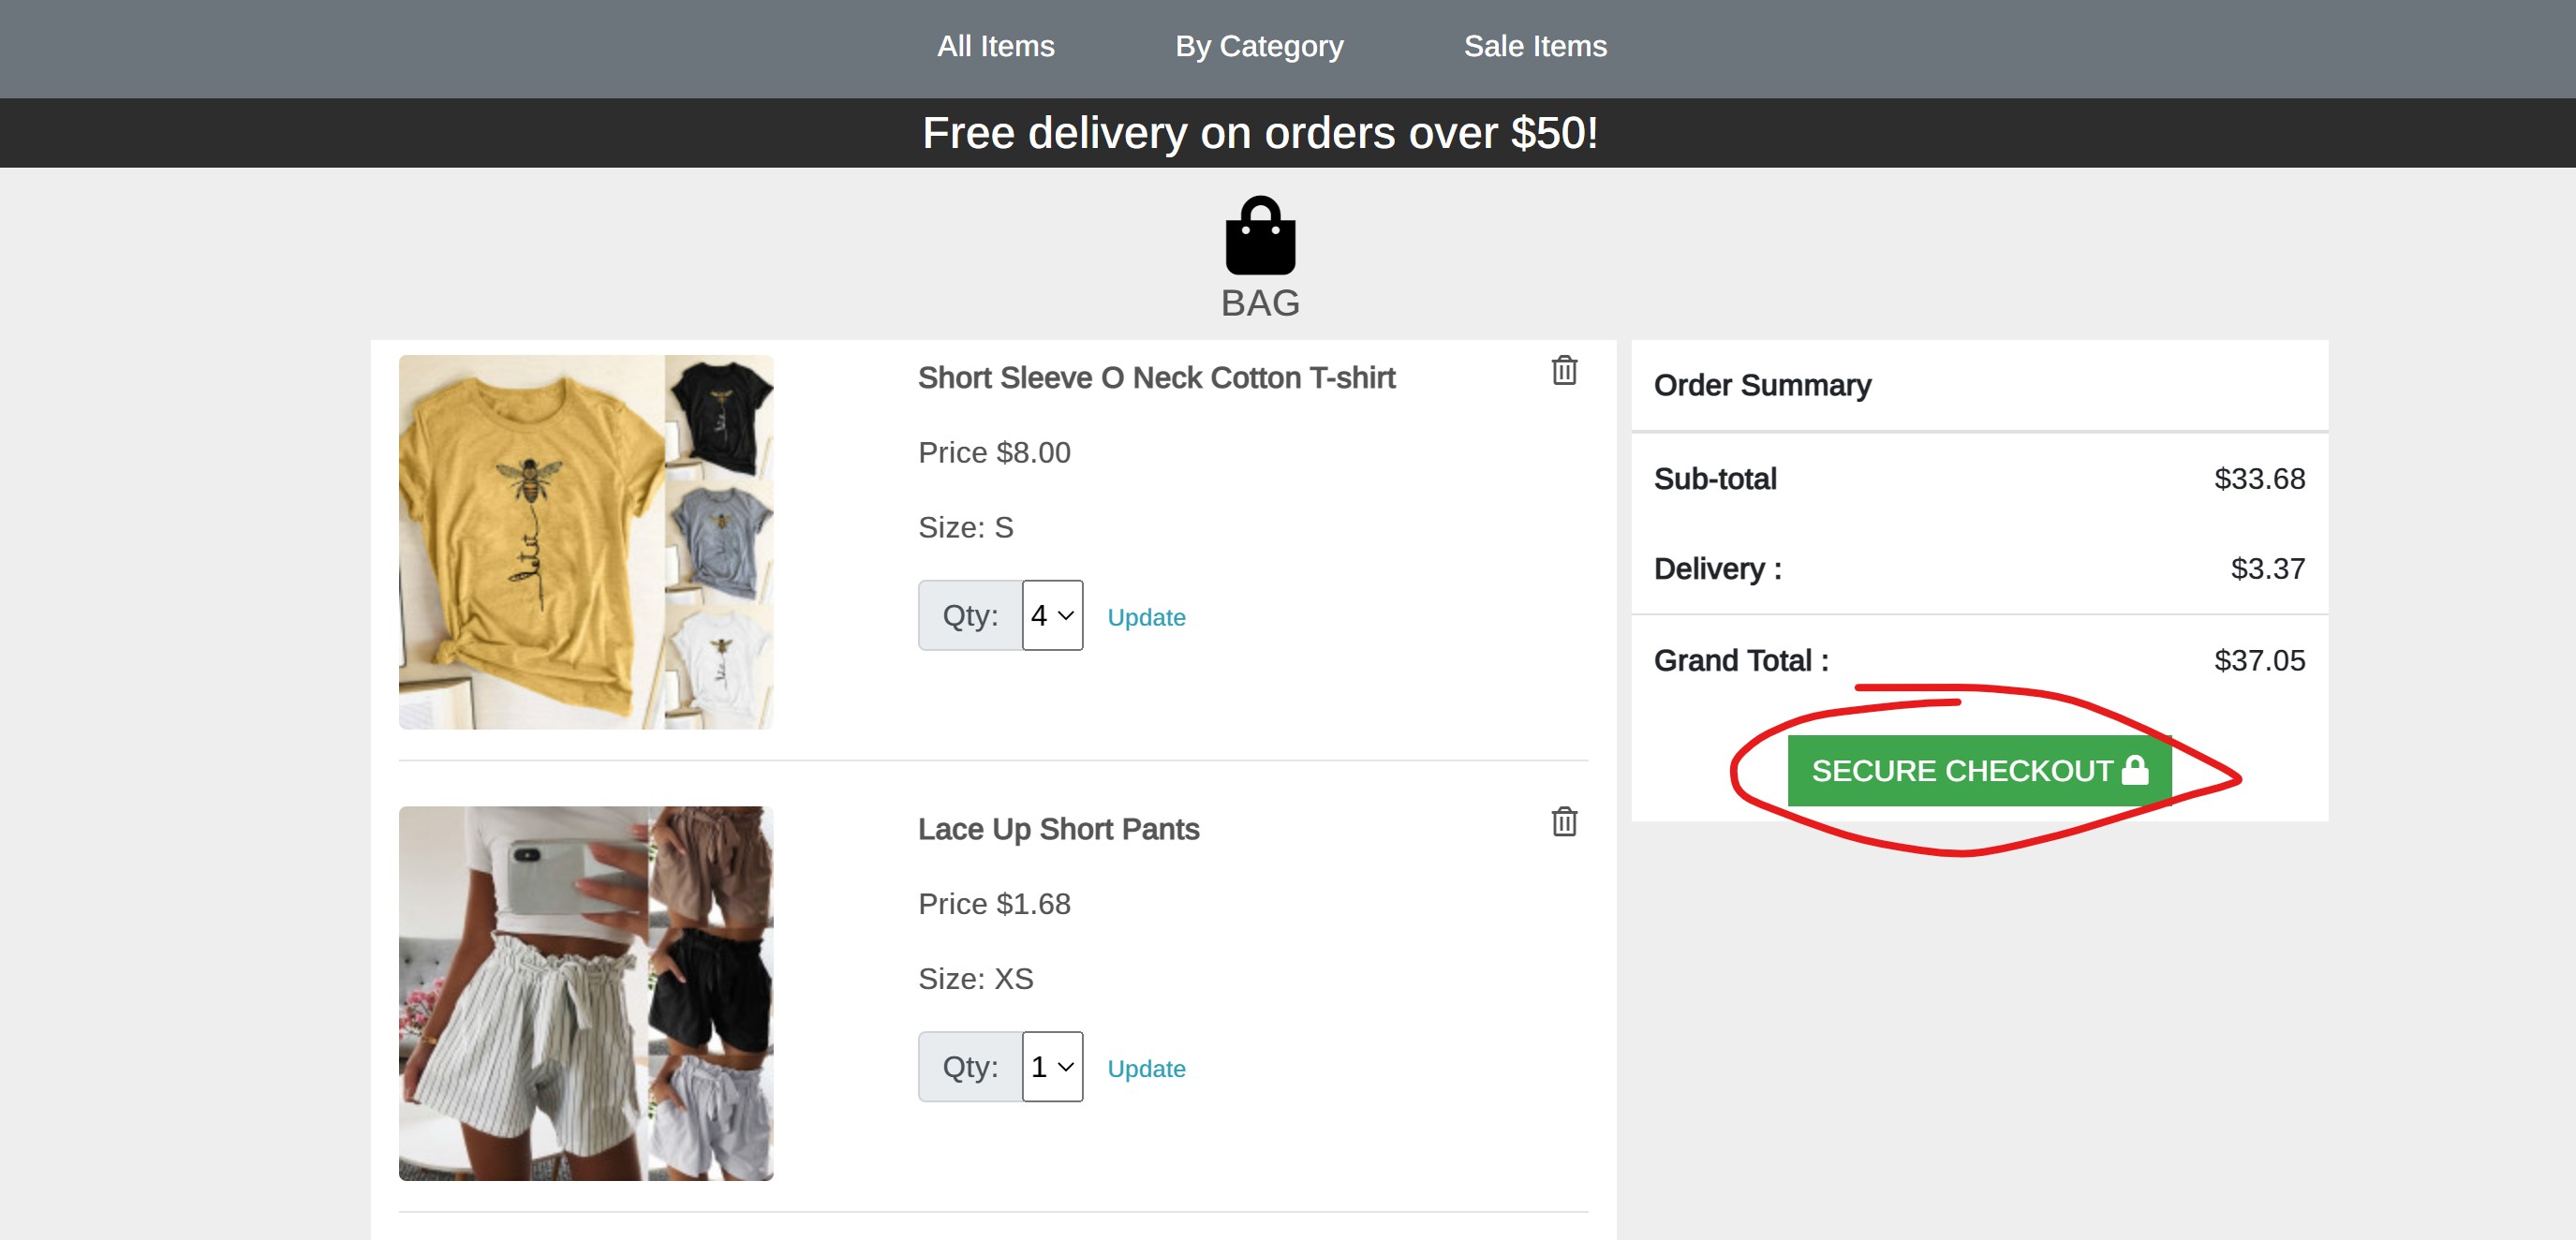 All Items By Category Sale Items
Free delivery on orders over $50!
BAG
Short Sleeve O Neck Cotton T-shirt
Price $8.00
Size: S
Qty: 4 Update
Lace Up Short Pants
Price $1.68
Size: XS
Qty: 1 Update
Order Summary
Sub-total $33.68
Delivery : $3.37
Grand Total : $37.05
SECURE CHECKOUT